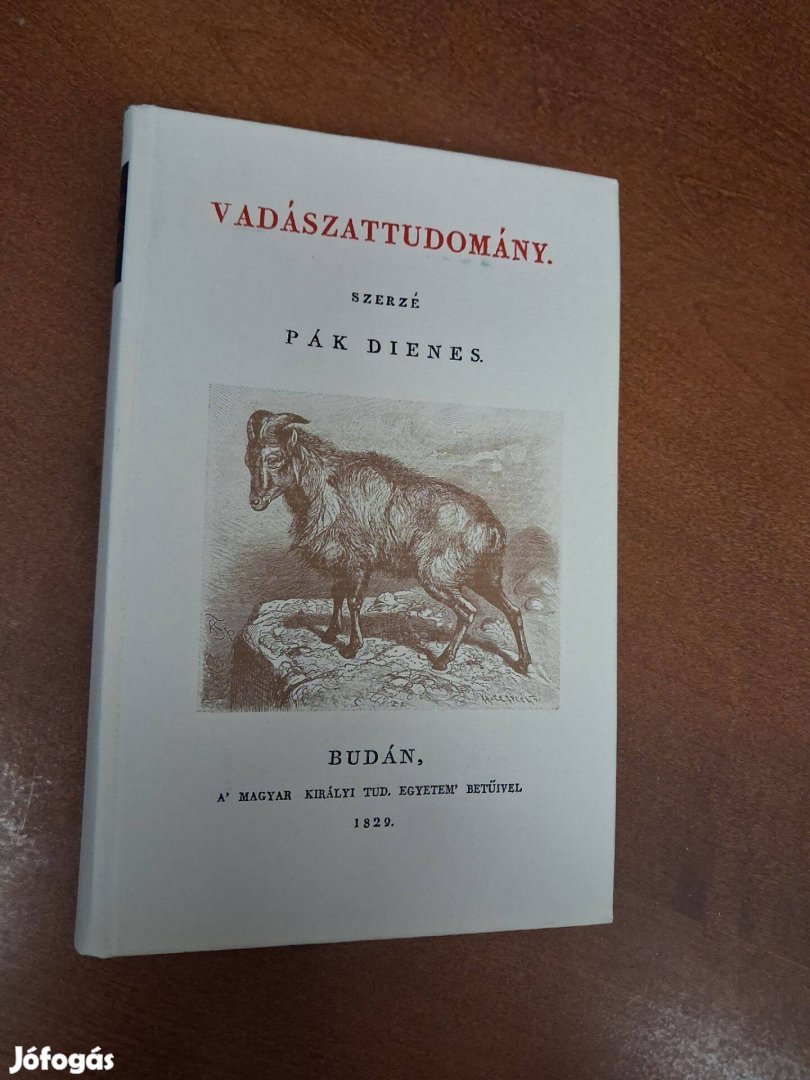 VADÁSZATTUDOMÁNY.
SZERZÉ
PÁK DIENES.
BUDÁN,
A' MAGYAR KIRÁLYI TUD. EGYETEM' BETŰIVEL
1829.
Jófogás